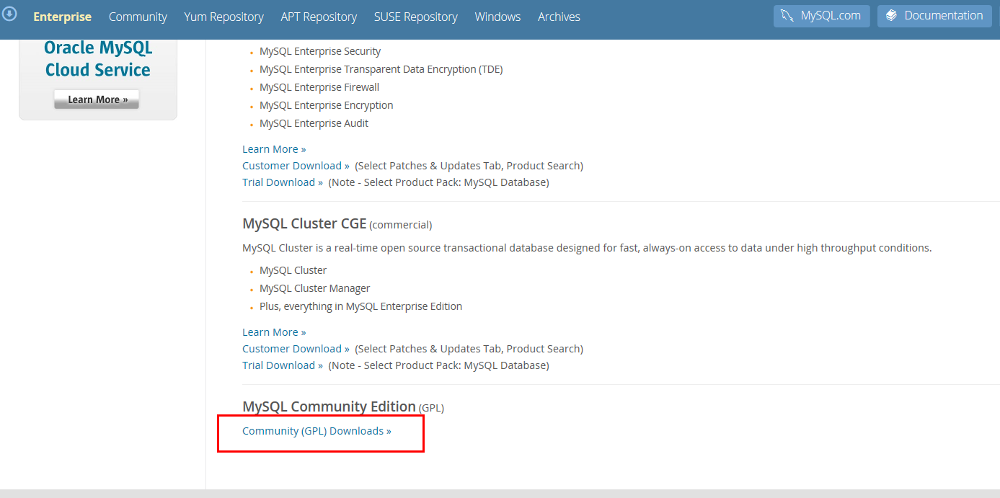 Enterprise Community Yum Repository APT Repository SUSE Repository Windows Archives MySQL.com Documentation
Oracle MySQL
Cloud Service
Learn More »
MySQL Enterprise Security
MySQL Enterprise Transparent Data Encryption (TDE)
MySQL Enterprise Firewall
MySQL Enterprise Encryption
MySQL Enterprise Audit
Learn More »
Customer Download » (Select Patches & Updates Tab, Product Search)
Trial Download » (Note - Select Product Pack: MySQL Database)
MySQL Cluster CGE (commercial)
MySQL Cluster is a real-time open source transactional database designed for fast, always-on access to data under high throughput conditions.
MySQL Cluster
MySQL Cluster Manager
Plus, everything in MySQL Enterprise Edition
Learn More »
Customer Download » (Select Patches & Updates Tab, Product Search)
Trial Download » (Note - Select Product Pack: MySQL Database)
MySQL Community Edition (GPL)
Community (GPL) Downloads »